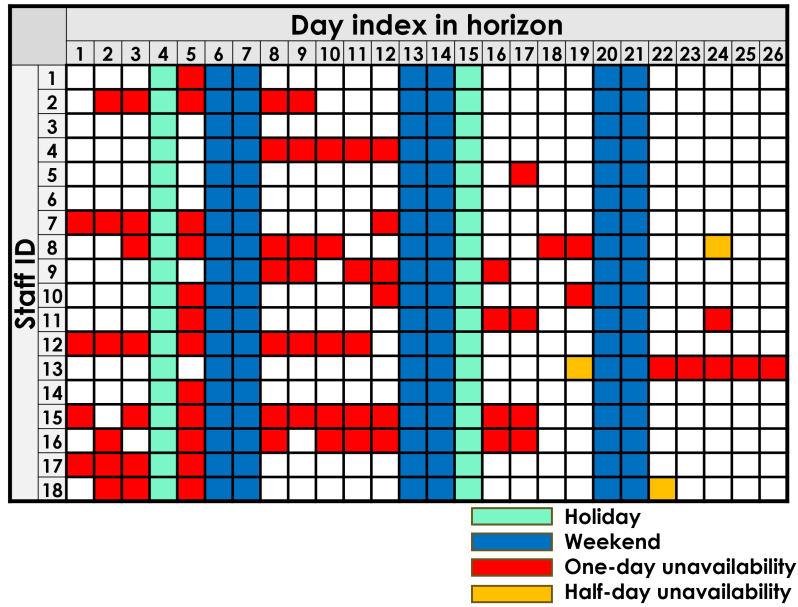 Day index in horizon
1 2 3 4 5 6 7 8 9 10 11 12 13 14 15 16 17 18 19 20 21 22 23 24 25 26
Staff ID
1
2
3
4
5
6
7
8
9
10
11
12
13
14
15
16
17
18
Holiday
Weekend
One-day unavailability
Half-day unavailability